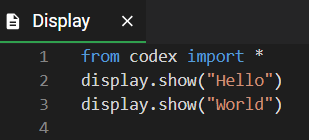 Display ×
1 from codex import *
2 display.show("Hello")
3 display.show("World")
4